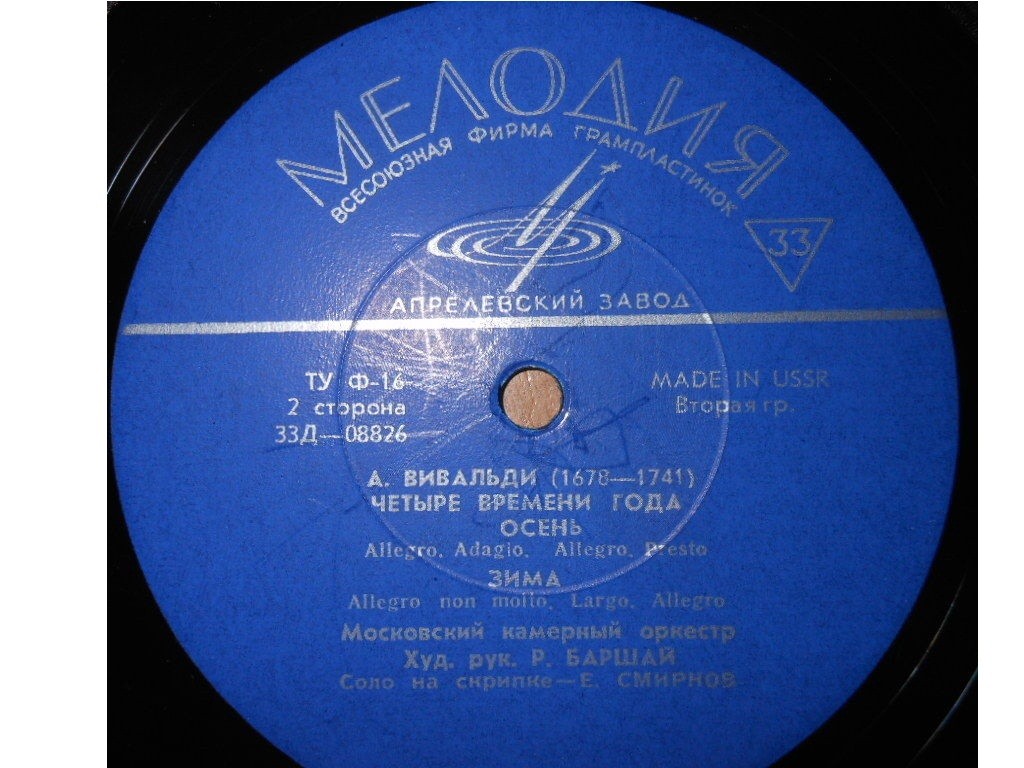 МЕЛОДИЯ
ВСЕСОЮЗНАЯ ФИРМА ГРАМПЛАСТИНОК
33
АПРЕЛЕВСКИЙ ЗАВОД
ТУ Ф-16
MADE IN USSR
2 сторона
Вторая гр.
33Д—08826
А. ВИВАЛЬДИ (1678—1741)
ЧЕТЫРЕ ВРЕМЕНИ ГОДА
ОСЕНЬ
Allegro, Adagio, Allegro, Presto
ЗИМА
Allegro non molto, Largo, Allegro
Московский камерный оркестр
Худ. рук. Р. БАРШАЙ
Соло на скрипке — Е. СМИРНОВ